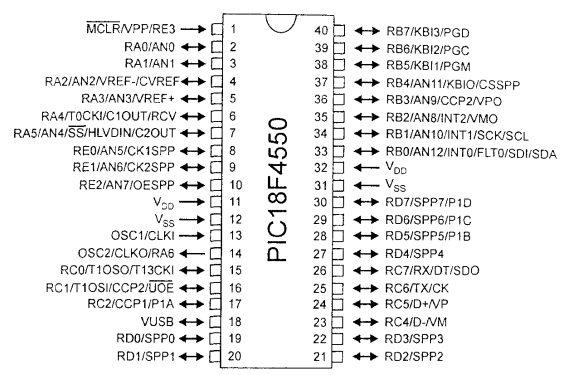 MCLR/VPP/RE3 1
RA0/AN0 2
RA1/AN1 3
RA2/AN2/VREF-/CVREF 4
RA3/AN3/VREF+ 5
RA4/T0CKI/C1OUT/RCV 6
RA5/AN4/SS/HLVDIN/C2OUT 7
RE0/AN5/CK1SPP 8
RE1/AN6/CK2SPP 9
RE2/AN7/OESPP 10
VDD 11
VSS 12
OSC1/CLKI 13
OSC2/CLKO/RA6 14
RC0/T1OSO/T13CKI 15
RC1/T1OSI/CCP2/UOE 16
RC2/CCP1/P1A 17
VUSB 18
RD0/SPP0 19
RD1/SPP1 20
PIC18F4550
40 RB7/KBI3/PGD
39 RB6/KBI2/PGC
38 RB5/KBI1/PGM
37 RB4/AN11/KBIO/CSSPP
36 RB3/AN9/CCP2/VPO
35 RB2/AN8/INT2/VMO
34 RB1/AN10/INT1/SCK/SCL
33 RB0/AN12/INT0/FLT0/SDI/SDA
32 VDD
31 VSS
30 RD7/SPP7/P1D
29 RD6/SPP6/P1C
28 RD5/SPP5/P1B
27 RD4/SPP4
26 RC7/RX/DT/SDO
25 RC6/TX/CK
24 RC5/D+/VP
23 RC4/D-/VM
22 RD3/SPP3
21 RD2/SPP2